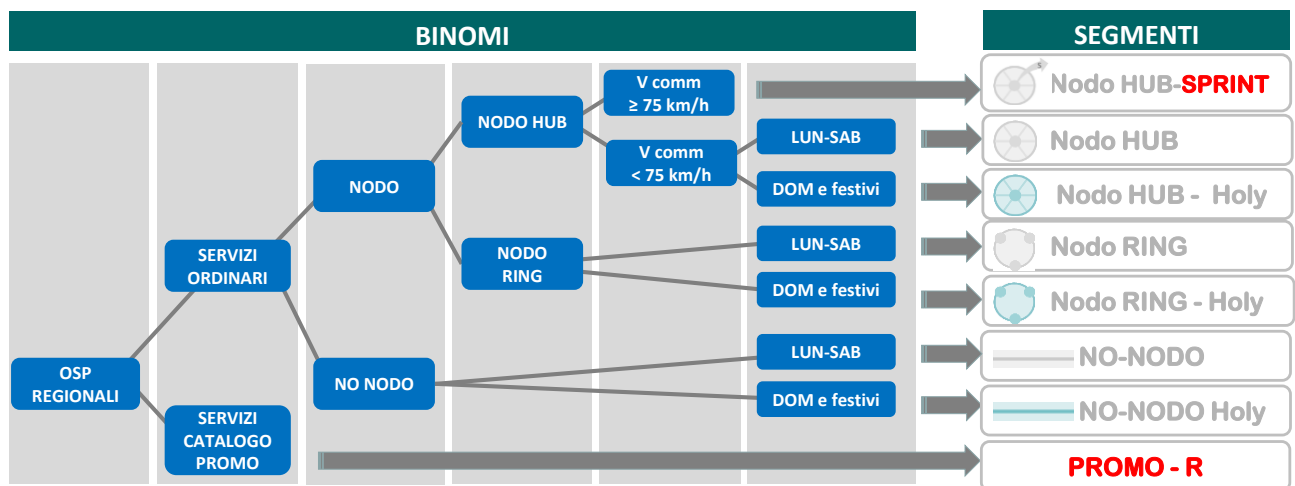 BINOMI
SEGMENTI
V comm
≥ 75 km/h
S
Nodo HUB-SPRINT
NODO HUB
LUN-SAB
Nodo HUB
V comm
< 75 km/h
NODO
DOM e festivi
Nodo HUB - Holy
SERVIZI
ORDINARI
NODO
RING
LUN-SAB
Nodo RING
DOM e festivi
Nodo RING - Holy
OSP
REGIONALI
NO NODO
LUN-SAB
NO-NODO
DOM e festivi
NO-NODO Holy
SERVIZI
CATALOGO
PROMO
PROMO - R